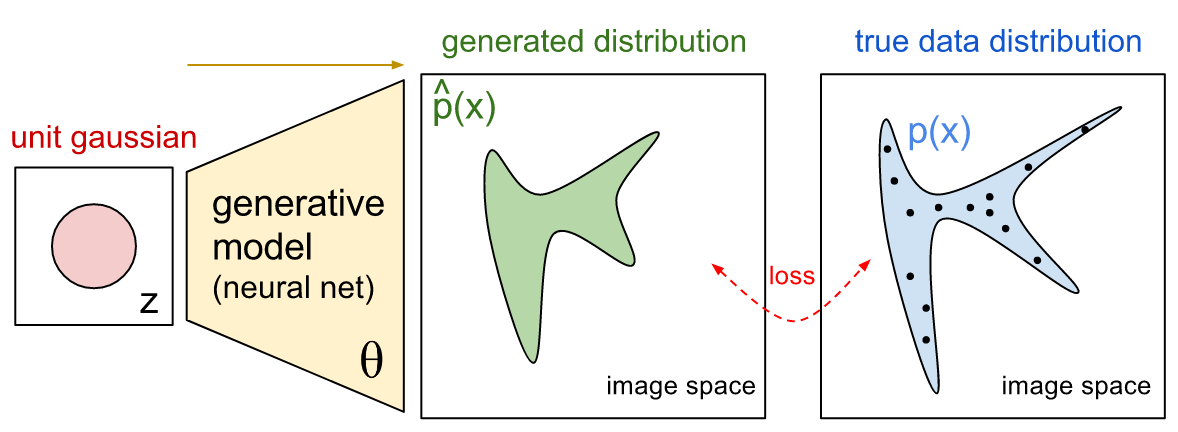 generated distribution
true data distribution
unit gaussian
p̂(x)
p(x)
generative
model
(neural net)
z
θ
loss
image space
image space